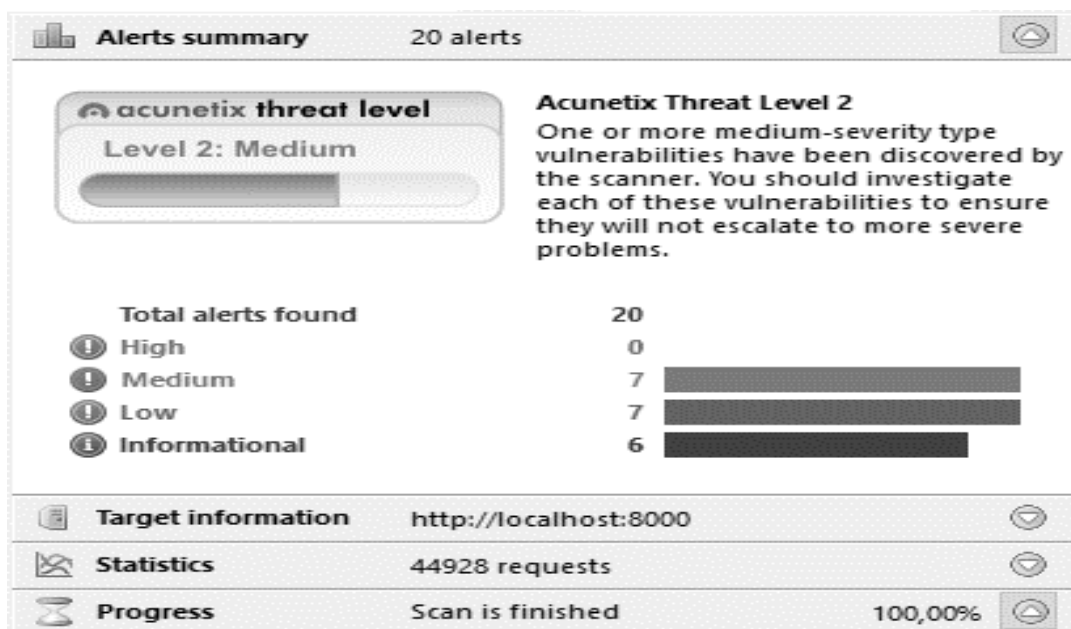 Alerts summary 20 alerts
acunetix threat level
Level 2: Medium
Acunetix Threat Level 2
One or more medium-severity type
vulnerabilities have been discovered by
the scanner. You should investigate
each of these vulnerabilities to ensure
they will not escalate to more severe
problems.
Total alerts found 20
High 0
Medium 7
Low 7
Informational 6
Target information http://localhost:8000
Statistics 44928 requests
Progress Scan is finished 100,00%